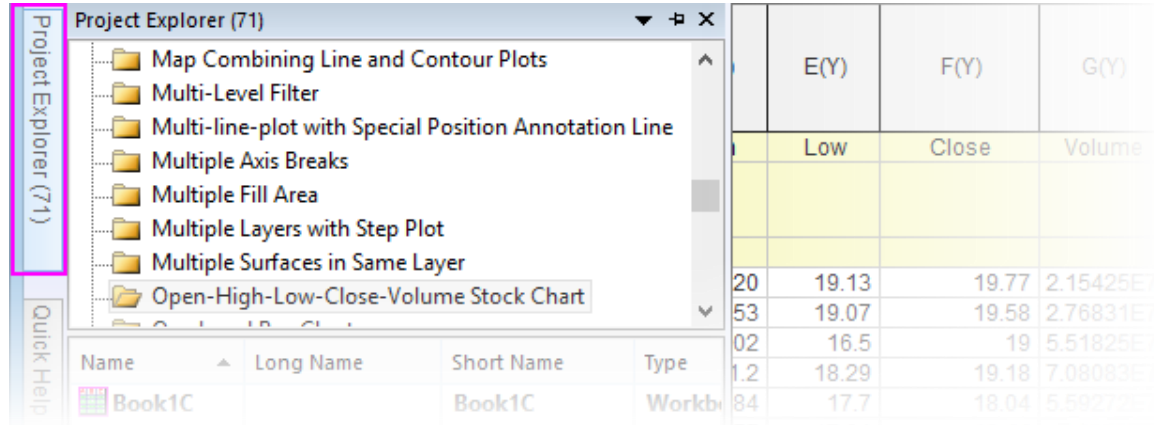 Project Explorer (71)
Quick Help
Project Explorer (71)
Map Combining Line and Contour Plots
Multi-Level Filter
Multi-line-plot with Special Position Annotation Line
Multiple Axis Breaks
Multiple Fill Area
Multiple Layers with Step Plot
Multiple Surfaces in Same Layer
Open-High-Low-Close-Volume Stock Chart
Name Long Name Short Name Type
Book1C Book1C
E(Y) F(Y) G(Y)
Low Close Volume
20 19.13 19.77 2.15425E7
53 19.07 19.58 2.76831E7
02 16.5 19 5.51825E
1.2 18.29 19.18 7.08083E
84 17.7 18.04 5.59272E